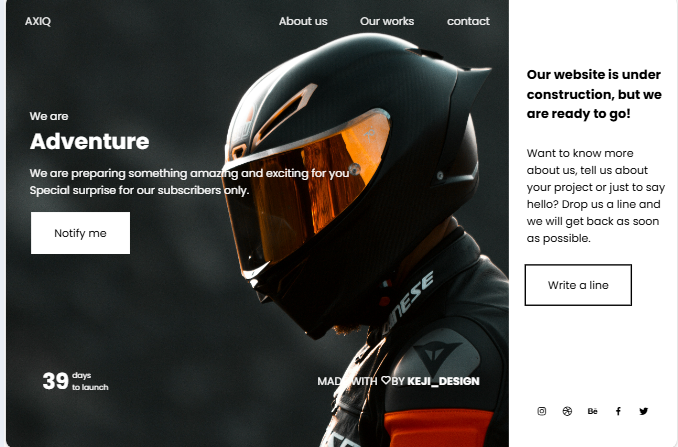 AXIQ
About us
Our works
contact
We are
Adventure
We are preparing something amazing and exciting for you
Special surprise for our subscribers only.
Notify me
39 days
to launch
MADE WITH ♡BY KEJI_DESIGN
NESE
Our website is under
construction, but we
are ready to go!
Want to know more
about us, tell us about
your project or just to say
hello? Drop us a line and
we will get back as soon
as possible.
Write a line
Bē